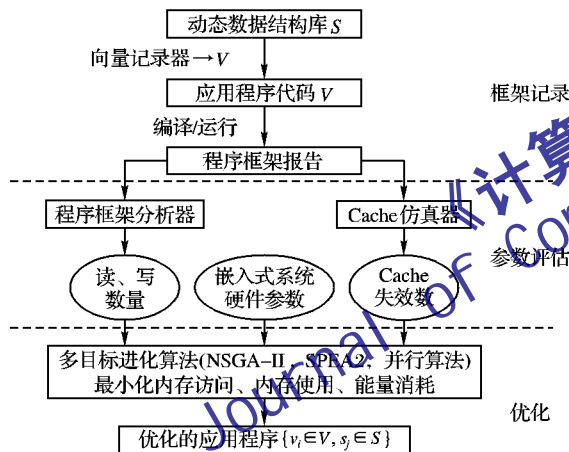 动态数据结构库 S
向量记录器→V
应用程序代码 V
框架记录
编译/运行
程序框架报告
程序框架分析器
Cache仿真器
读、写
数量
嵌入式系统
硬件参数
Cache
失效数
参数评估
多目标进化算法(NSGA-II，SPEA2，并行算法)
最小化内存访问、内存使用、能量消耗
优化
优化的应用程序{vi∈V, sj∈S}
《计算
Journal of Com